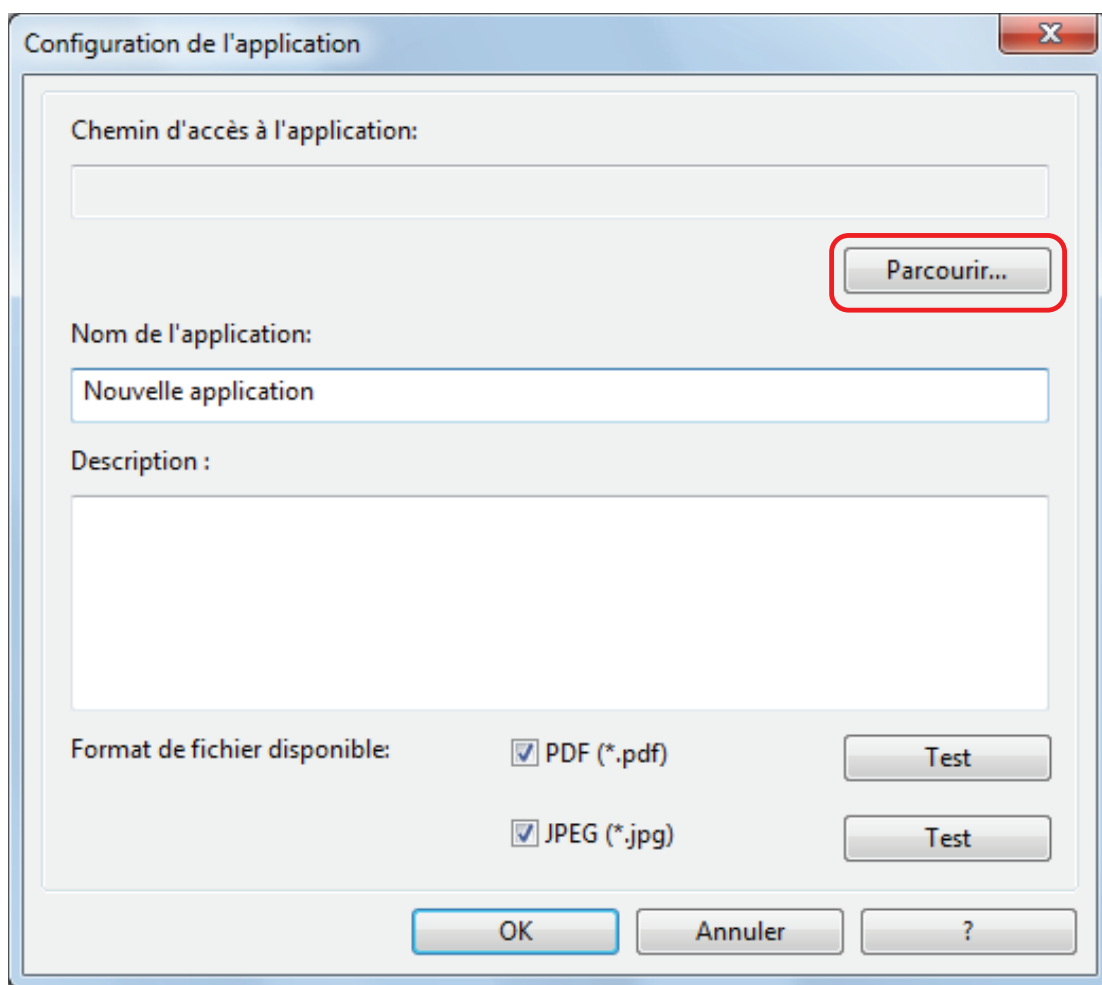 Configuration de l'application
x
Chemin d'accès à l'application:
Parcourir...
Nom de l'application:
Nouvelle application
Description :
Format de fichier disponible:
PDF (*.pdf)
Test
JPEG (*.jpg)
Test
OK
Annuler
?